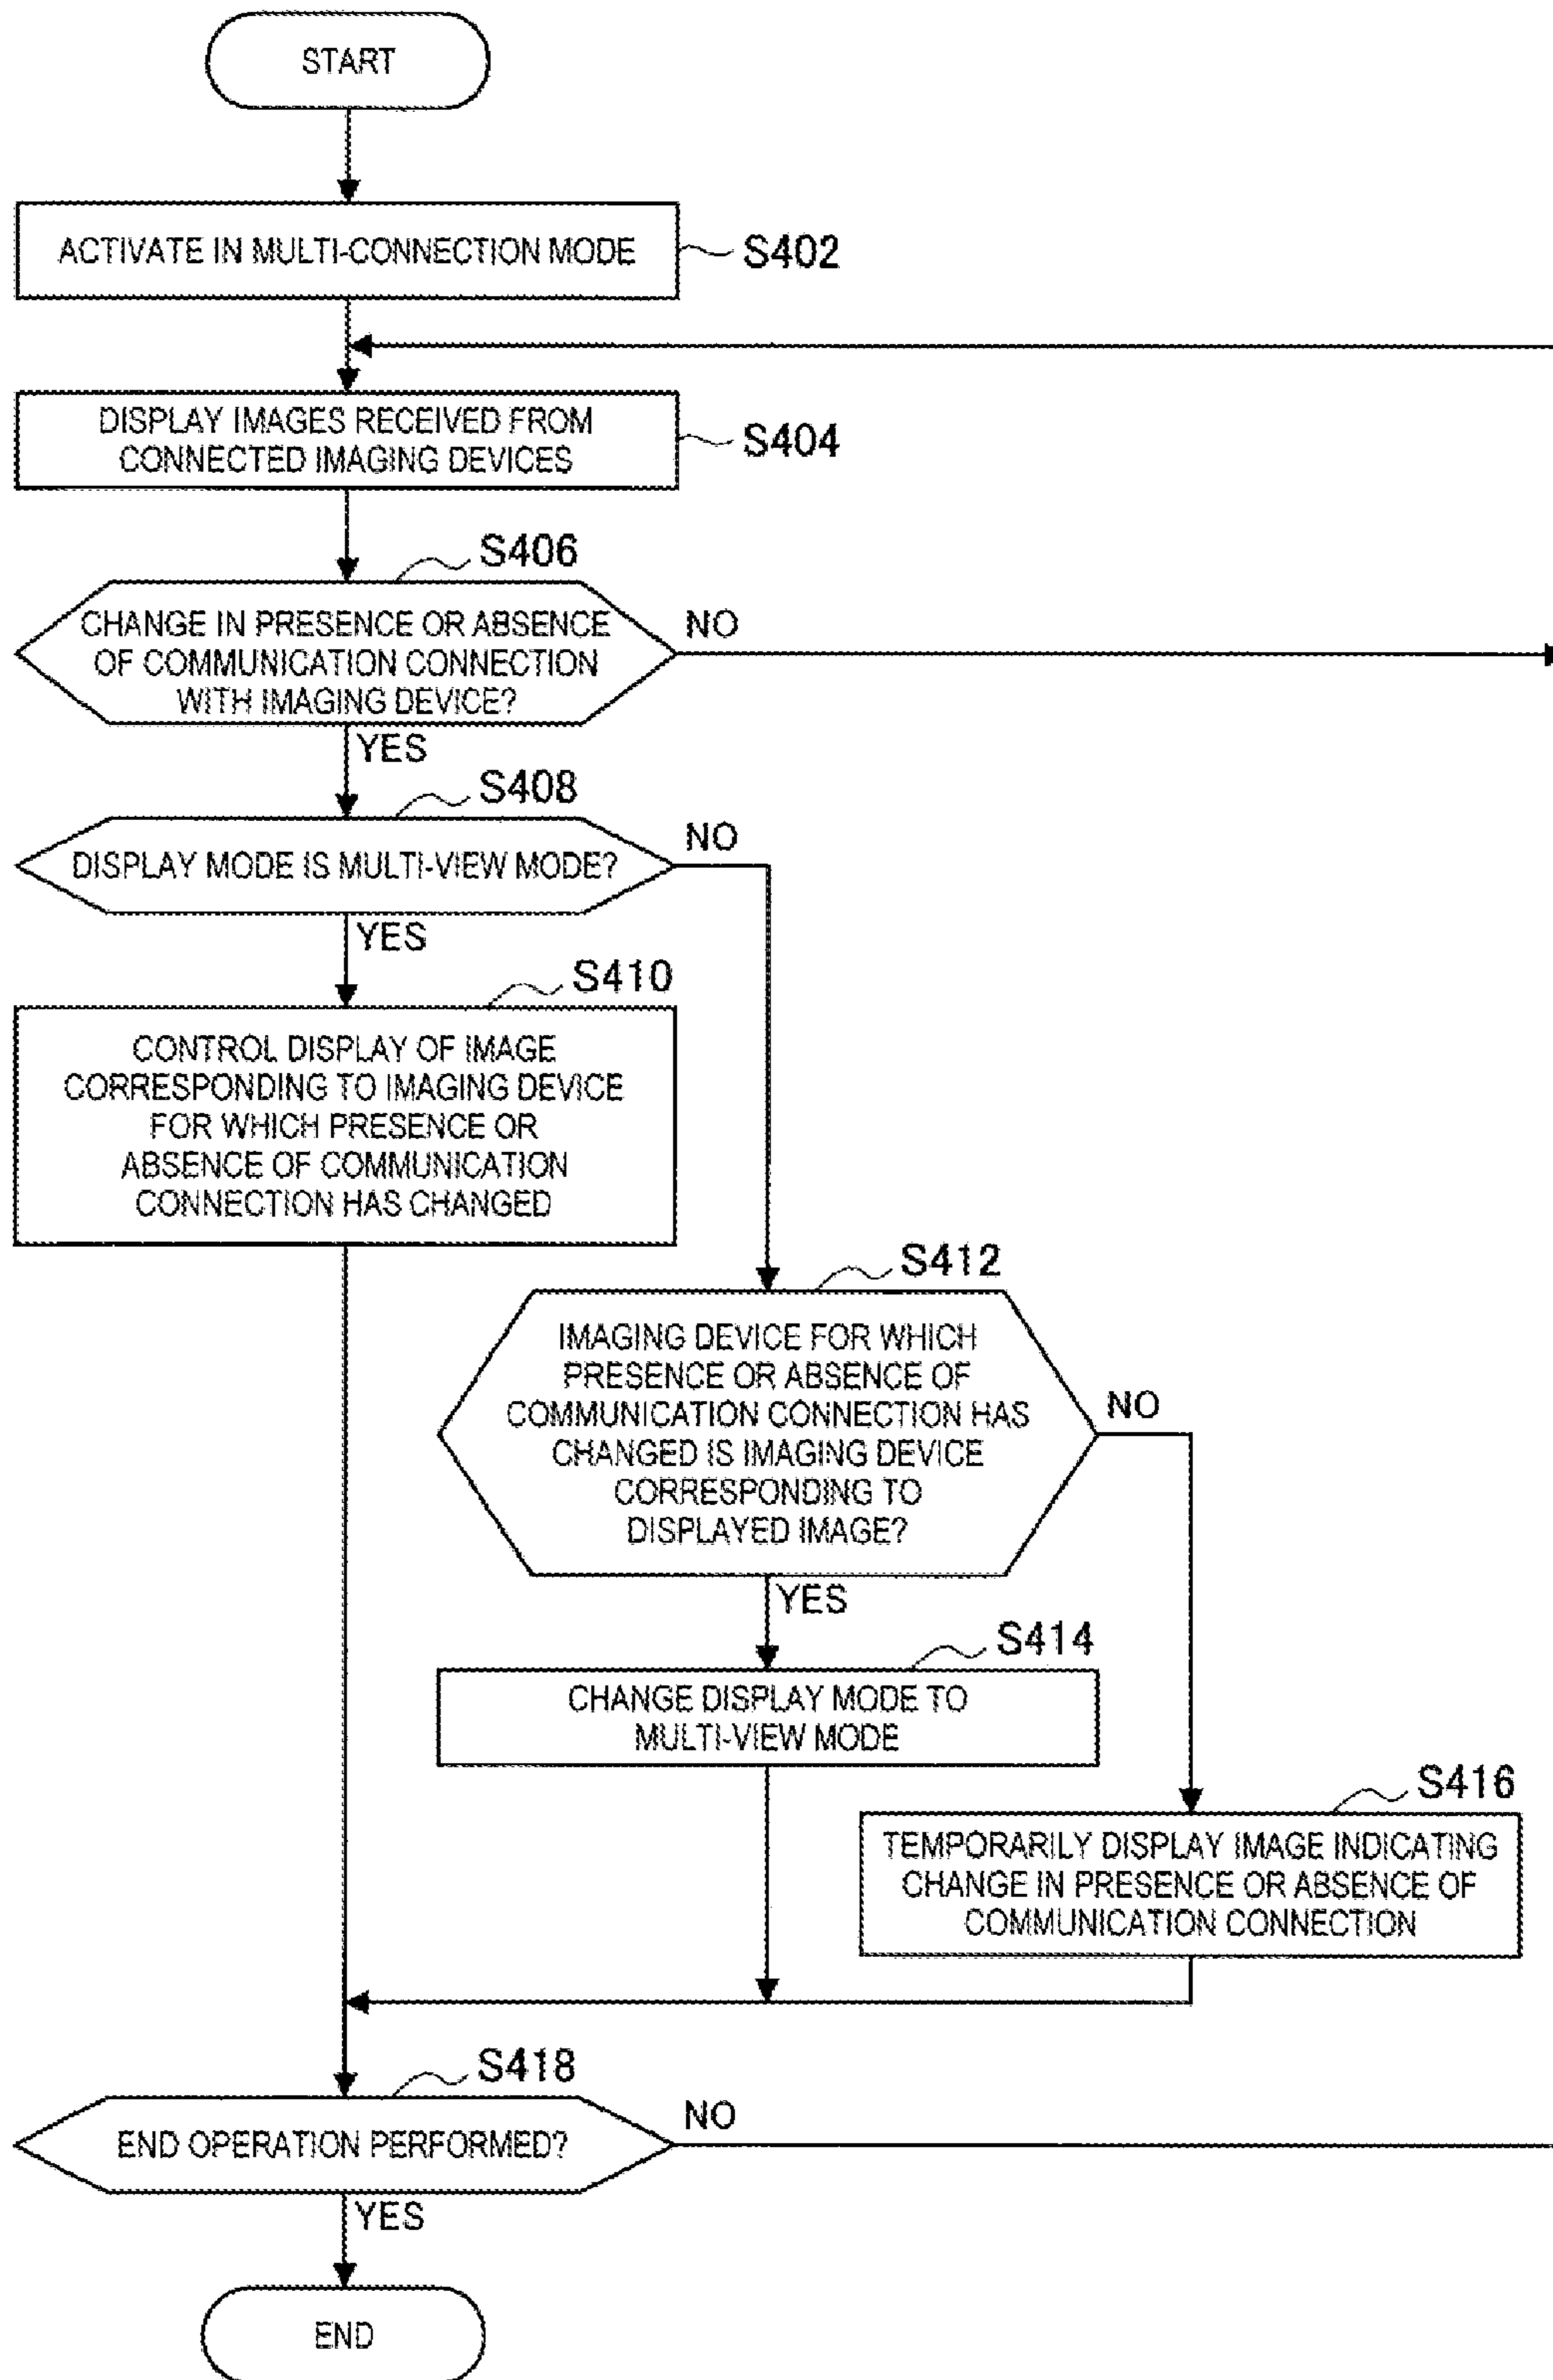 START
ACTIVATE IN MULTI-CONNECTION MODE
S402
DISPLAY IMAGES RECEIVED FROM
CONNECTED IMAGING DEVICES
S404
S406
CHANGE IN PRESENCE OR ABSENCE
OF COMMUNICATION CONNECTION
WITH IMAGING DEVICE?
NO
YES
S408
DISPLAY MODE IS MULTI-VIEW MODE?
NO
YES
S410
CONTROL DISPLAY OF IMAGE
CORRESPONDING TO IMAGING DEVICE
FOR WHICH PRESENCE OR
ABSENCE OF COMMUNICATION
CONNECTION HAS CHANGED
S412
IMAGING DEVICE FOR WHICH
PRESENCE OR ABSENCE OF
COMMUNICATION CONNECTION HAS
CHANGED IS IMAGING DEVICE
CORRESPONDING TO
DISPLAYED IMAGE?
NO
YES
S414
CHANGE DISPLAY MODE TO
MULTI-VIEW MODE
S416
TEMPORARILY DISPLAY IMAGE INDICATING
CHANGE IN PRESENCE OR ABSENCE OF
COMMUNICATION CONNECTION
S418
END OPERATION PERFORMED?
NO
YES
END